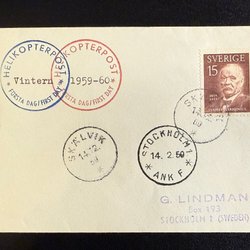 HELIKOPTERPOST
Vintern
FÖRSTA DAG FIRST DAY
HELIKOPTERPOST
1959-60
FÖRSTA DAG FIRST DAY
SVERIGE
15
SKALVIK
STOCKHOLM 1
14. 2. 60
ANK F
G. LINDMAN
Box 193
STOCKHOLM 1 (SWEDEN)